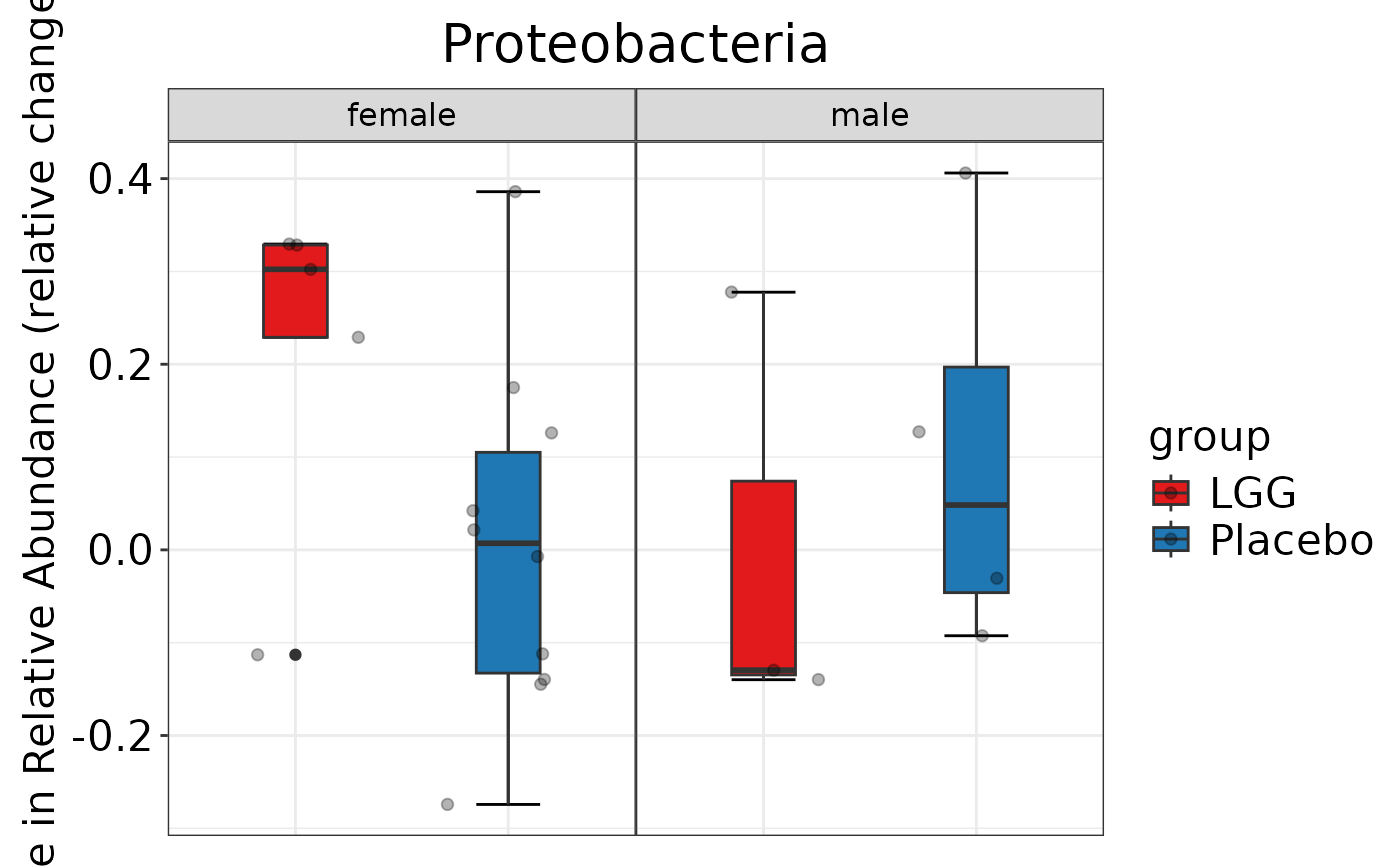 Proteobacteria
female male
e in Relative Abundance (relative change
0.4
0.2
0.0
-0.2
group
LGG
Placebo